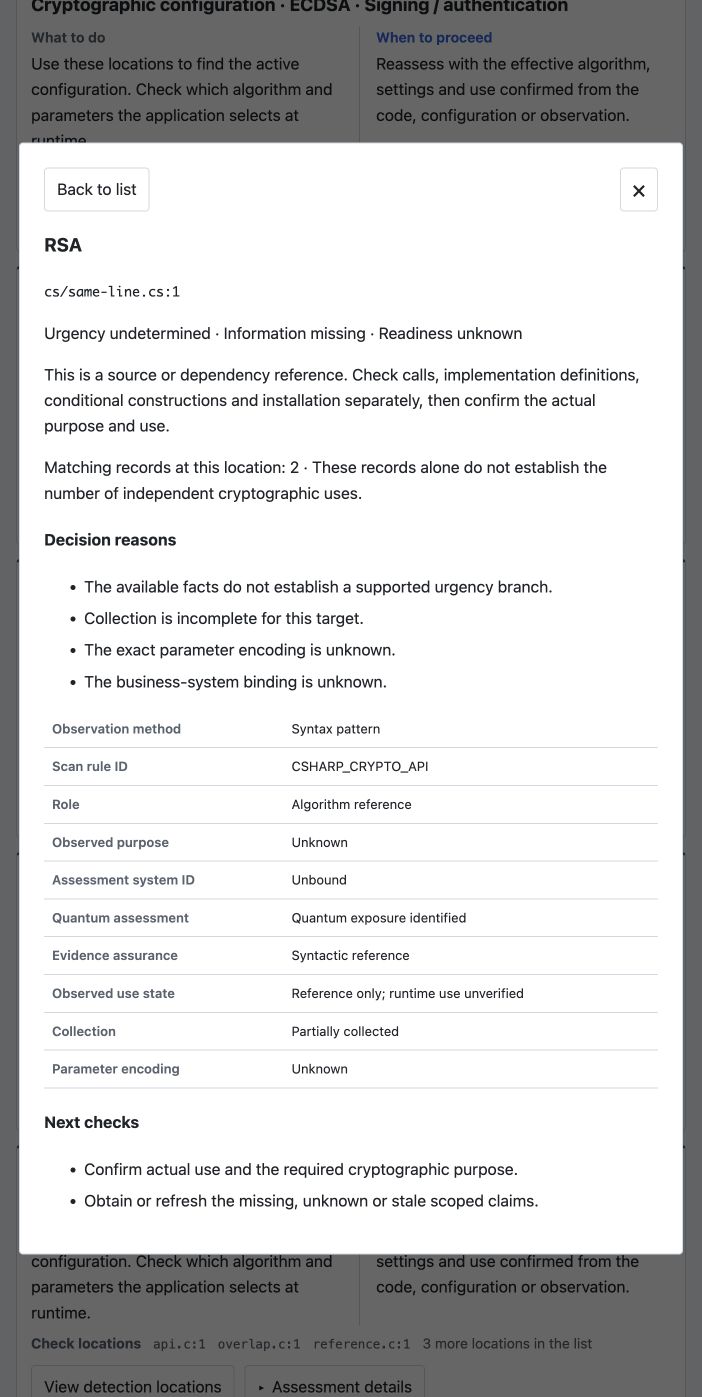 Cryptographic configuration · ECDSA · Signing / authentication
What to do
Use these locations to find the active
configuration. Check which algorithm and
parameters the application selects at
runtime.
When to proceed
Reassess with the effective algorithm,
settings and use confirmed from the
code, configuration or observation.
Back to list
×
RSA
cs/same-line.cs:1
Urgency undetermined · Information missing · Readiness unknown
This is a source or dependency reference. Check calls, implementation definitions,
conditional constructions and installation separately, then confirm the actual
purpose and use.
Matching records at this location: 2 · These records alone do not establish the
number of independent cryptographic uses.
Decision reasons
• The available facts do not establish a supported urgency branch.
• Collection is incomplete for this target.
• The exact parameter encoding is unknown.
• The business-system binding is unknown.
Observation method Syntax pattern
Scan rule ID CSHARP_CRYPTO_API
Role Algorithm reference
Observed purpose Unknown
Assessment system ID Unbound
Quantum assessment Quantum exposure identified
Evidence assurance Syntactic reference
Observed use state Reference only; runtime use unverified
Collection Partially collected
Parameter encoding Unknown
Next checks
• Confirm actual use and the required cryptographic purpose.
• Obtain or refresh the missing, unknown or stale scoped claims.
configuration. Check which algorithm and
parameters the application selects at
runtime.
settings and use confirmed from the
code, configuration or observation.
Check locations api.c:1 overlap.c:1 reference.c:1 3 more locations in the list
View detection locations
▸ Assessment details